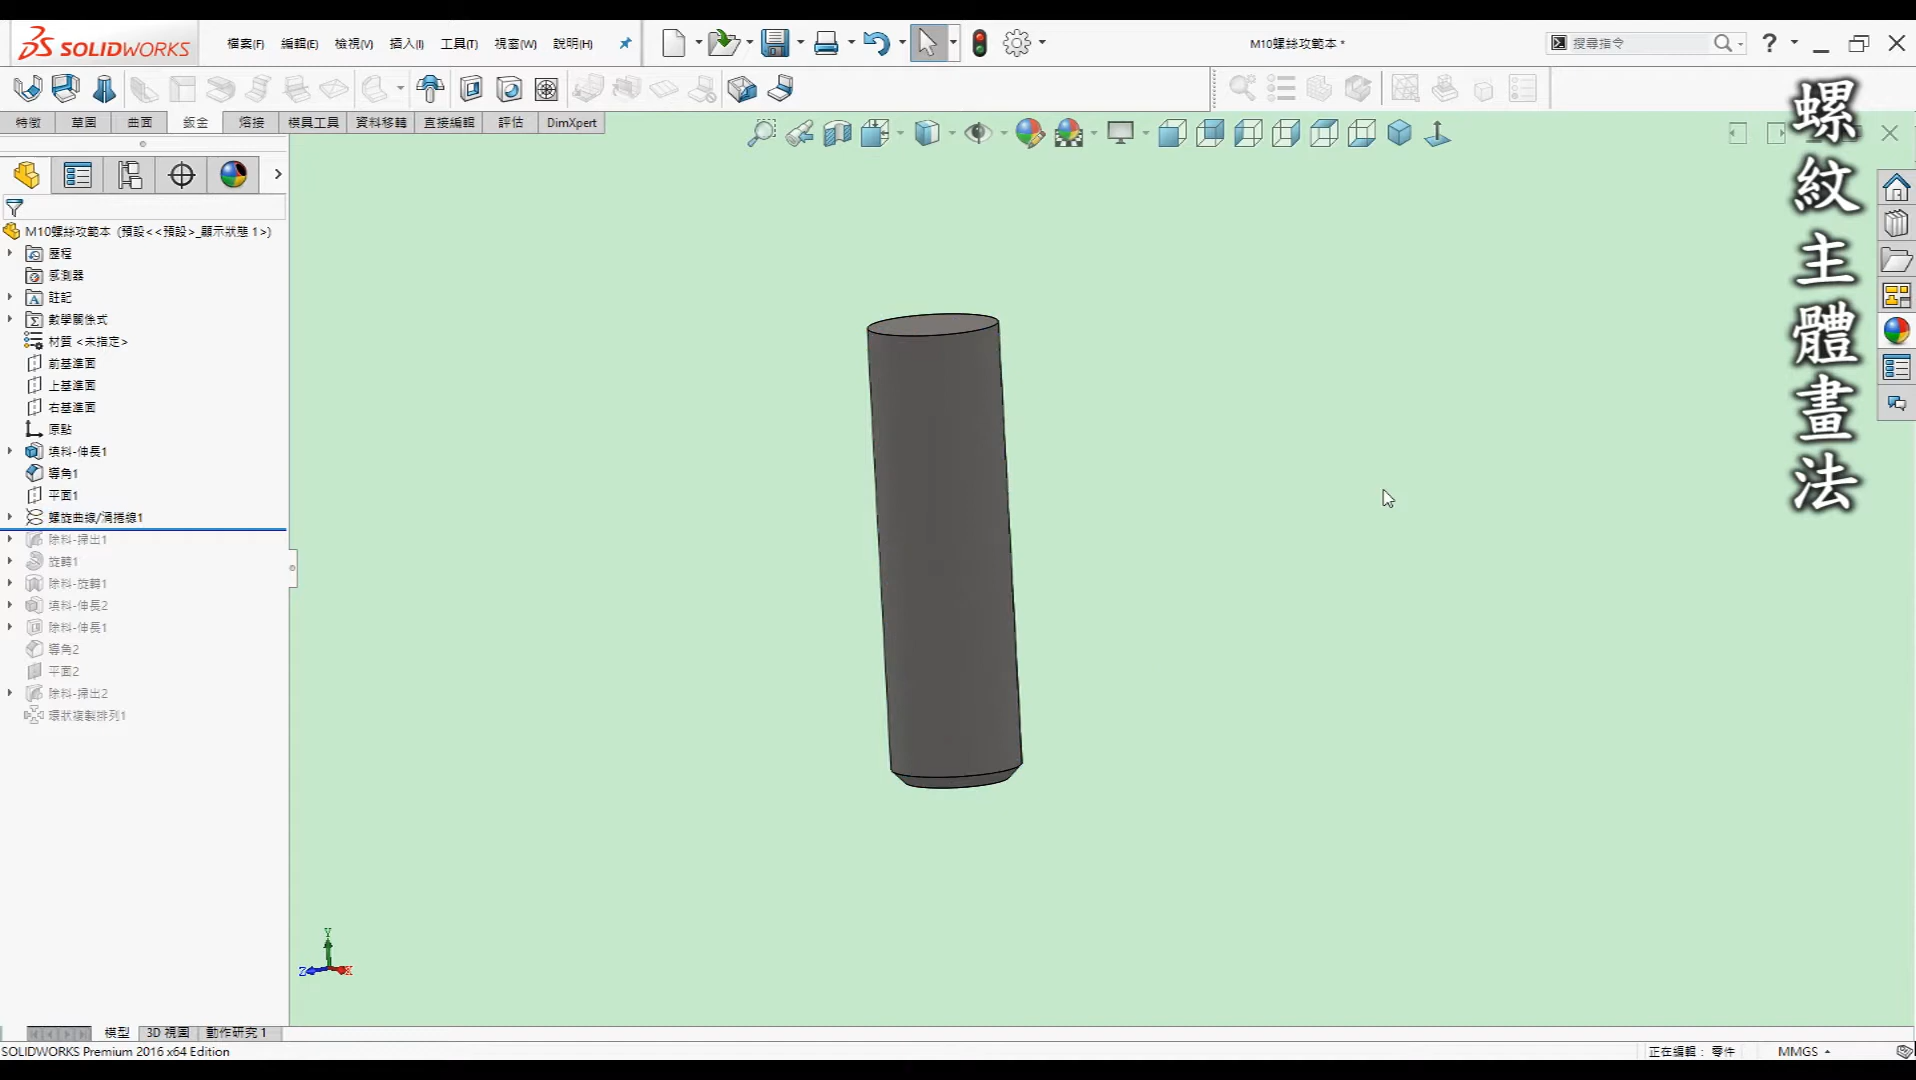 SOLIDWORKS
檔案(F)
編輯(E)
檢視(V)
插入(I)
工具(T)
視窗(W)
說明(H)
M10螺絲攻範本 *
搜尋指令
?
特徵
草圖
曲面
鈑金
熔接
模具工具
資料移轉
直接編輯
評估
DimXpert
M10螺絲攻範本 (預設<<預設>_顯示狀態 1>)
歷程
感測器
註記
數學關係式
材質 <未指定>
前基準面
上基準面
右基準面
原點
填料-伸長1
導角1
平面1
螺旋曲線/渦捲線1
除料-掃出1
旋轉1
除料-旋轉1
填料-伸長2
除料-伸長1
導角2
平面2
除料-掃出2
環狀複製排列1
螺紋主體畫法
Y
Z
X
模型
3D 視圖
動作研究 1
SOLIDWORKS Premium 2016 x64 Edition
正在編輯: 零件
MMGS